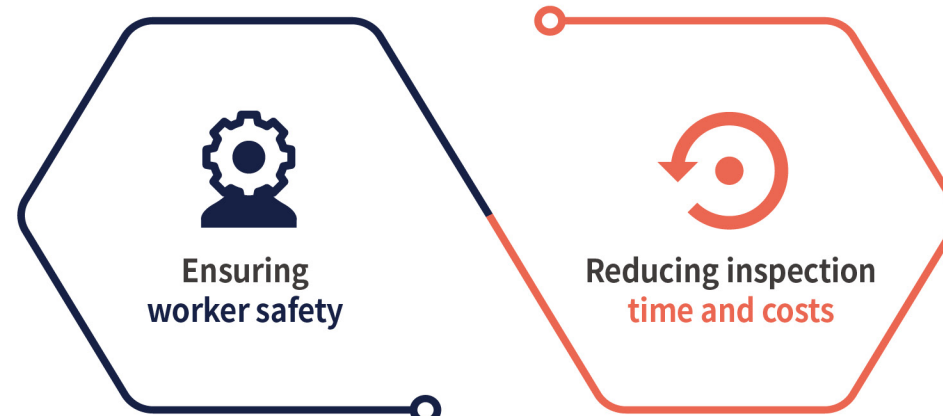 Ensuring
worker safety
Reducing inspection
time and costs